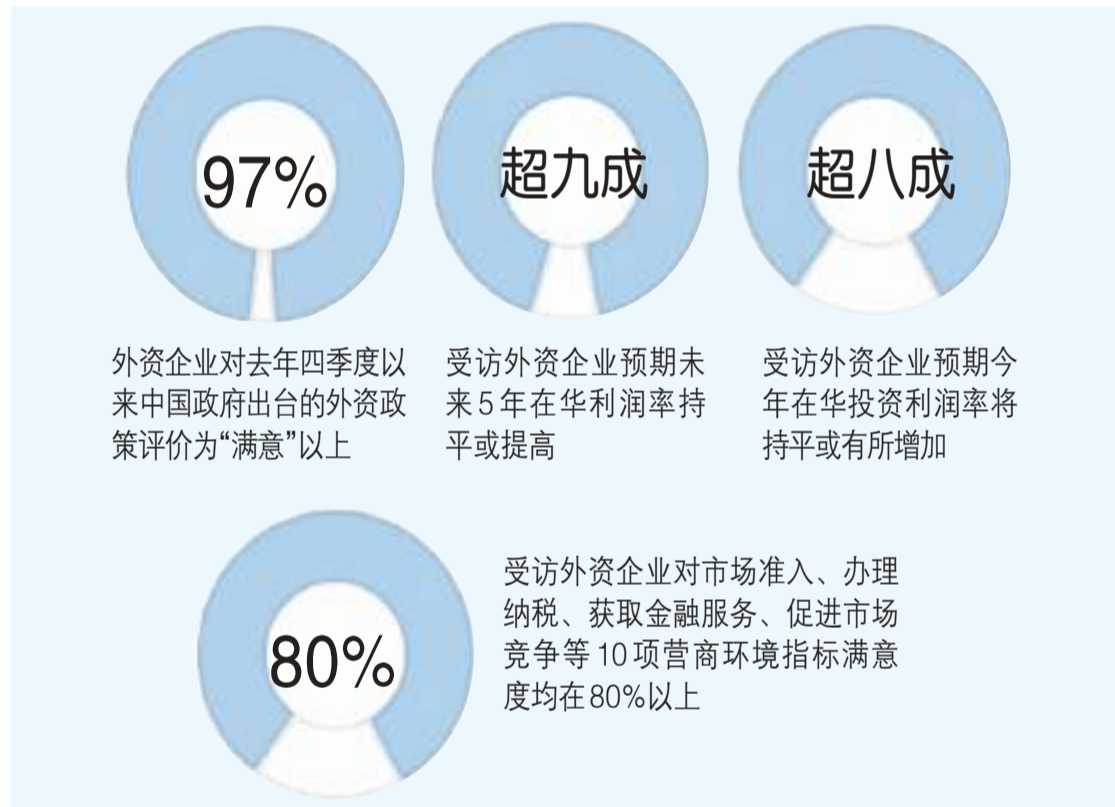 97%
超九成
超八成
外资企业对去年四季度以
来中国政府出台的外资政
策评价为“满意”以上
受访外资企业预期未
来5年在华利润率持
平或提高
受访外资企业预期今
年在华投资利润率将
持平或有所增加
80%
受访外资企业对市场准入、办理
纳税、获取金融服务、促进市场
竞争等10项营商环境指标满意
度均在80%以上